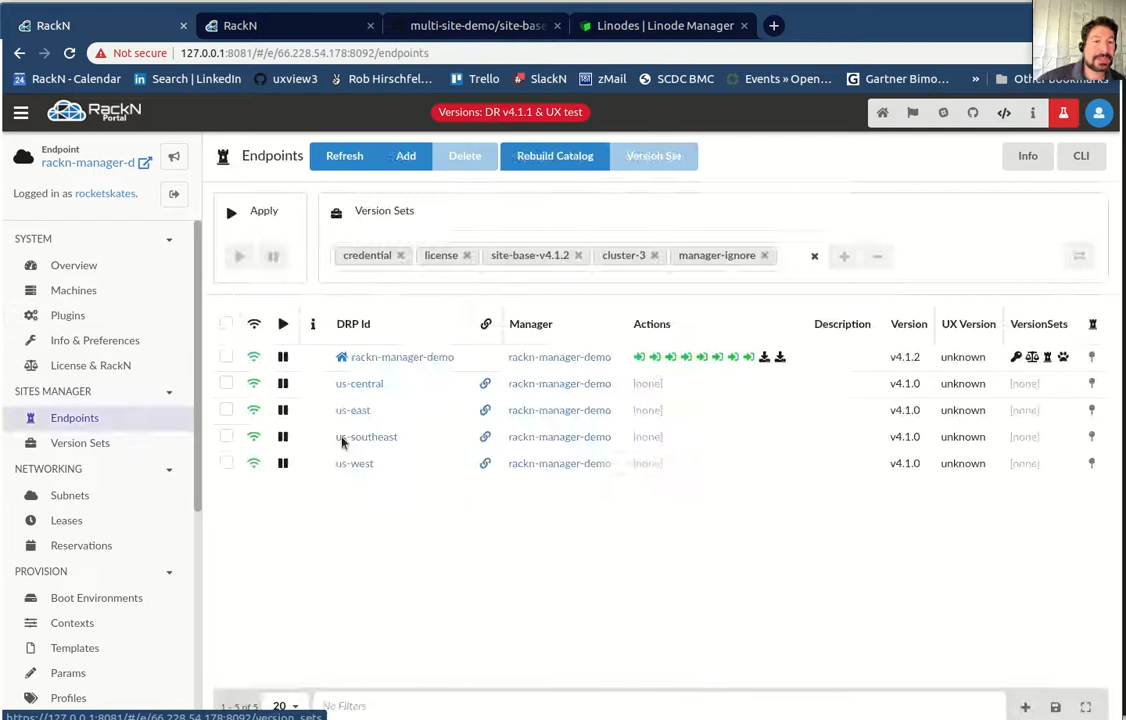 RackN
RackN
multi-site-demo/site-bas
Linodes | Linode Manager
Not secure
127.0.0.1:8081/#/e/66.228.54.178:8092/endpoints
RackN - Calendar
Search | LinkedIn
uxview3
Rob Hirschfel...
Trello
SlackN
zMail
SCDC BMC
Events » Open...
Gartner Bimo...
»
Other Bookmarks
RackN
Portal
Versions: DR v4.1.1 & UX test
Endpoint
rackn-manager-d
Logged in as rocketskates.
Endpoints
Refresh
Add
Delete
Rebuild Catalog
Version Set
Info
CLI
Apply
Version Sets
credential
license
site-base-v4.1.2
cluster-3
manager-ignore
SYSTEM
Overview
Machines
Plugins
Info & Preferences
License & RackN
SITES MANAGER
Endpoints
Version Sets
NETWORKING
Subnets
Leases
Reservations
PROVISION
Boot Environments
Contexts
Templates
Params
Profiles
DRP Id
Manager
Actions
Description
Version
UX Version
VersionSets
rackn-manager-demo
rackn-manager-demo
v4.1.2
unknown
us-central
rackn-manager-demo
[none]
v4.1.0
unknown
[none]
us-east
rackn-manager-demo
[none]
v4.1.0
unknown
[none]
us-southeast
rackn-manager-demo
[none]
v4.1.0
unknown
[none]
us-west
rackn-manager-demo
[none]
v4.1.0
unknown
[none]
1 - 5 of 5
20
No Filters
https://127.0.0.1:8081/#/e/66.228.54.178:8092/version_sets